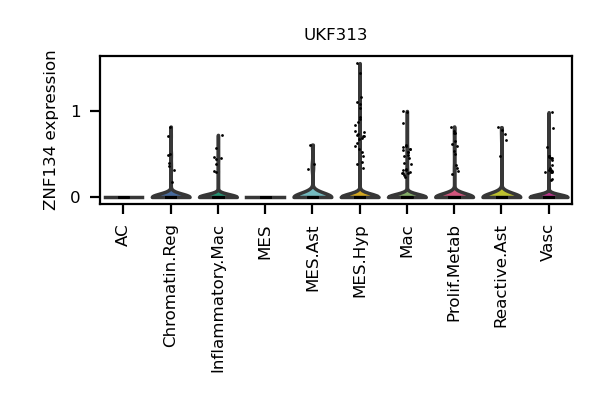 UKF313
ZNF134 expression
1
0
AC
Chromatin.Reg
Inflammatory.Mac
MES
MES.Ast
MES.Hyp
Mac
Prolif.Metab
Reactive.Ast
Vasc